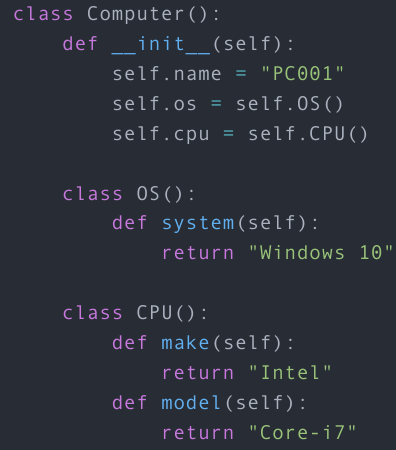 class Computer():
    def __init__(self):
        self.name = "PC001"
        self.os = self.OS()
        self.cpu = self.CPU()

    class OS():
        def system(self):
            return "Windows 10"

    class CPU():
        def make(self):
            return "Intel"
        def model(self):
            return "Core-i7"